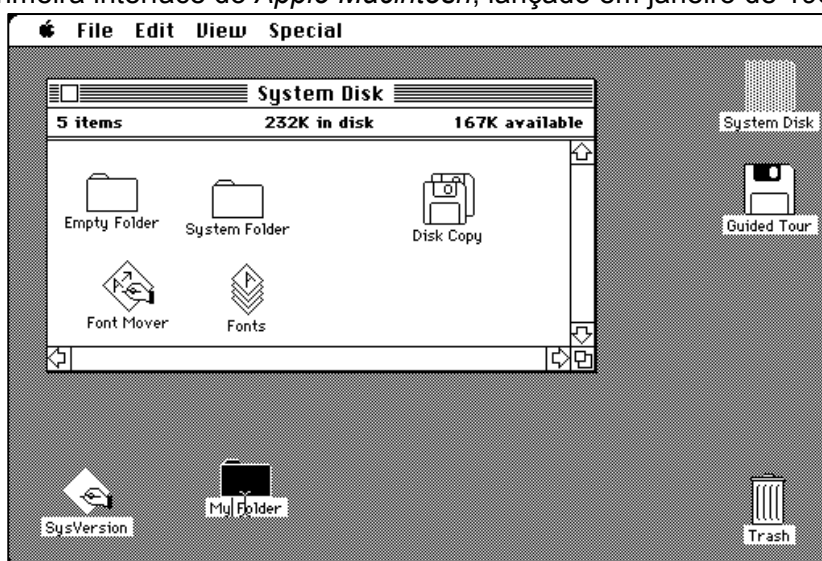 rimeira interface do Apple Macintosh, lançado em janeiro de
File Edit View Special
System Disk
5 items 232K in disk 167K available
System Disk
Empty Folder
System Folder
Disk Copy
Guided Tour
Font Mover
Fonts
SysVersion
My Folder
Trash